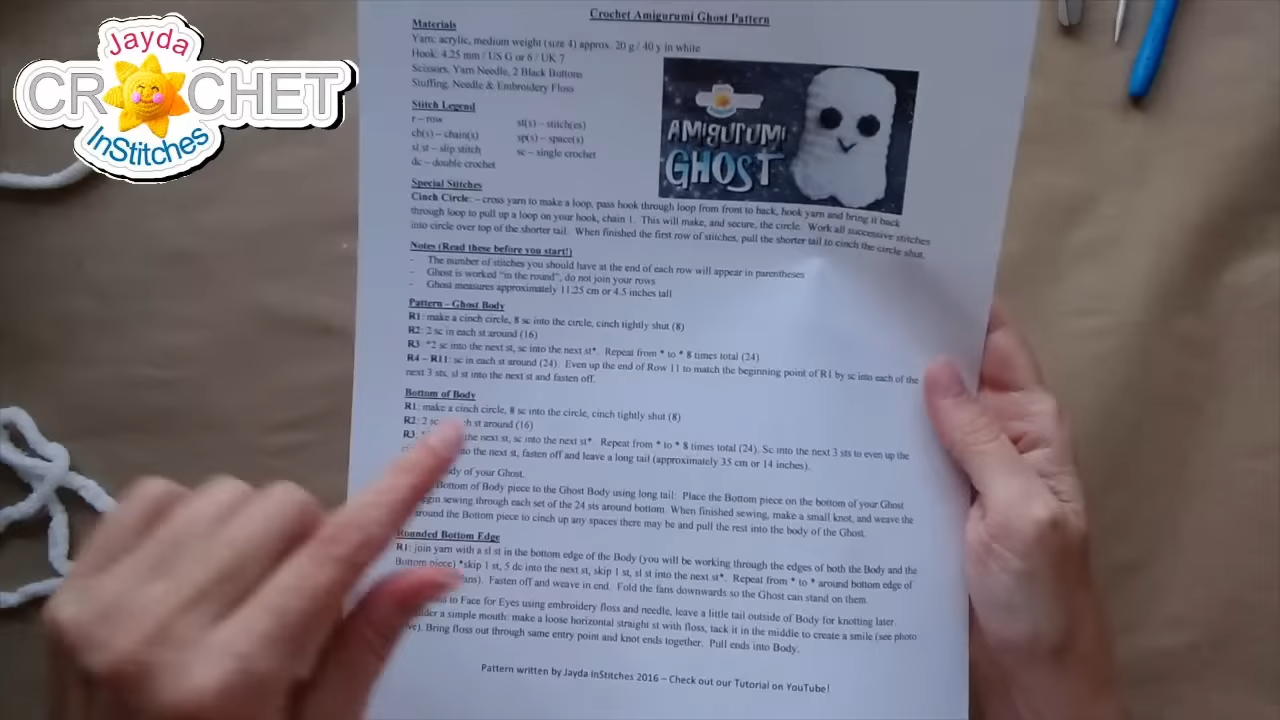 Jayda
CROCHET
InStitches
Crochet Amigurumi Ghost Pattern
Materials
Yarn: acrylic, medium weight (size 4) approx. 20 g / 40 y in white
Hook: 4.25 mm / US G or 6 / UK 7
Scissors, Yarn Needle, 2 Black Buttons
Stuffing, Needle & Embroidery Floss
AMIGURUMI
GHOST
Stitch Legend
r – row
ch(s) – chain(s)
sl st – slip stitch
dc – double crochet
st(s) – stitch(es)
sp(s) – space(s)
sc – single crochet
Special Stitches
Cinch Circle: – cross yarn to make a loop, pass hook through loop from front to back, hook yarn and bring it back
through loop to pull up a loop on your hook, chain 1. This will make, and secure, the circle. Work all successive stitches
into circle over top of the shorter tail. When finished the first row of stitches, pull the shorter tail to cinch the circle shut.
Notes (Read these before you start!)
- The number of stitches you should have at the end of each row will appear in parentheses
- Ghost is worked "in the round", do not join your rows
- Ghost measures approximately 11.25 cm or 4.5 inches tall
Pattern – Ghost Body
R1: make a cinch circle, 8 sc into the circle, cinch tightly shut (8)
R2: 2 sc in each st around (16)
R3: *2 sc into the next st, sc into the next st*. Repeat from * to * 8 times total (24)
R4 – R11: sc in each st around (24). Even up the end of Row 11 to match the beginning point of R1 by sc into each of the
next 3 sts, sl st into the next st and fasten off.
Bottom of Body
R1: make a cinch circle, 8 sc into the circle, cinch tightly shut (8)
R2: 2 sc st around (16)
R3: the next st, sc into the next st*. Repeat from * to * 8 times total (24). Sc into the next 3 sts to even up the
to the next st, fasten off and leave a long tail (approximately 35 cm or 14 inches).
of your Ghost.
Bottom of Body piece to the Ghost Body using long tail: Place the Bottom piece on the bottom of your Ghost
sewing through each set of the 24 sts around bottom. When finished sewing, make a small knot, and weave the
around the Bottom piece to cinch up any spaces there may be and pull the rest into the body of the Ghost.
Rounded Bottom Edge
R1: join yarn with a sl st in the bottom edge of the Body (you will be working through the edges of both the Body and the
Bottom piece) *skip 1 st, 5 dc into the next st, skip 1 st, sl st into the next st*. Repeat from * to * around bottom edge of
fans). Fasten off and weave in end. Fold the fans downwards so the Ghost can stand on them.
to Face for Eyes using embroidery floss and needle, leave a little tail outside of Body for knotting later.
a simple mouth: make a loose horizontal straight st with floss, tack it in the middle to create a smile (see photo
Bring floss out through same entry point and knot ends together. Pull ends into Body.
Pattern written by Jayda InStitches 2016 – Check out our Tutorial on YouTube!